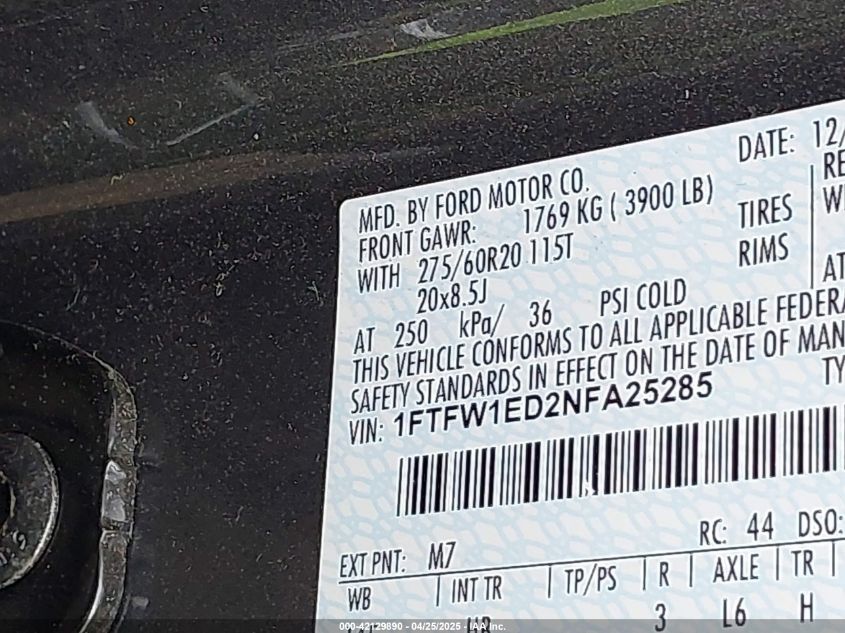 DATE: 12/
MFD. BY FORD MOTOR CO.
FRONT GAWR: 1769 KG ( 3900 LB)
WITH 275/60R20 115T TIRES
20x8.5J RIMS
AT 250 kPa/ 36 PSI COLD
THIS VEHICLE CONFORMS TO ALL APPLICABLE FEDER
SAFETY STANDARDS IN EFFECT ON THE DATE OF MAN
VIN: 1FTFW1ED2NFA25285
EXT PNT: M7 RC: 44 DSO:
WB | INT TR | TP/PS | R | AXLE | TR
3 L6 H
000-42129890 - 04/25/2025 - IAA Inc.